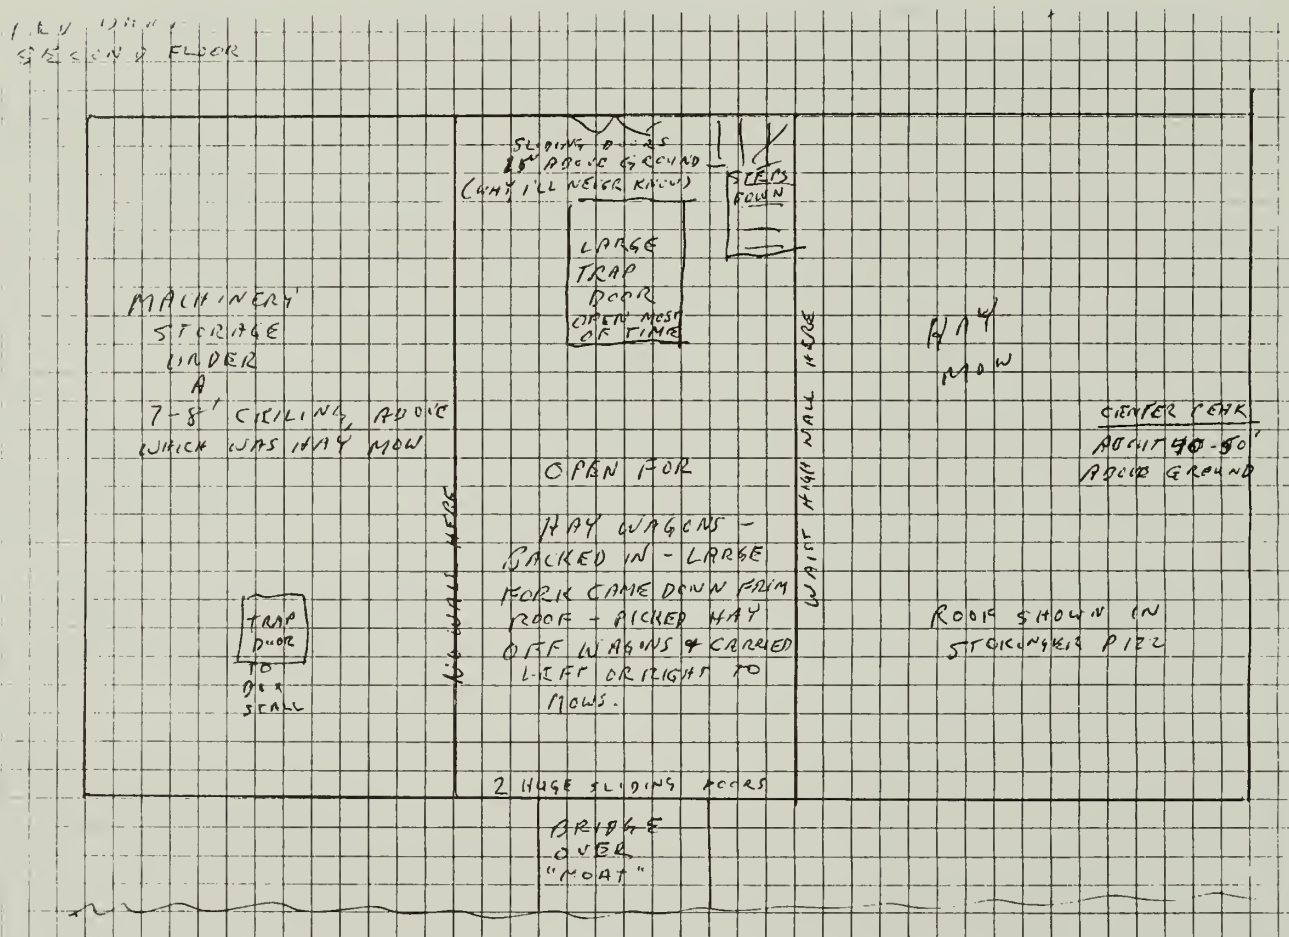 SECOND FLOOR
SLIDING DOORS
15' ABOVE GROUND
(WHY, I'LL NEVER KNOW)
STEPS
DOWN
LARGE
TRAP
DOOR
OPEN MOST
OF TIME
MACHINERY
STORAGE
UNDER
A
7-8' CEILING, ABOVE
WHICH WAS HAY MOW
NO WALL HERE
TRAP
DOOR
TO
BOX
STALL
OPEN FOR
HAY WAGONS -
BACKED IN - LARGE
FORK CAME DOWN FROM
ROOF - PICKED HAY
OFF WAGONS & CARRIED
LEFT OR RIGHT TO
MOWS.
WAIST HIGH WALL HERE
HAY
MOW
CENTER PEAK
ABOUT 40-50'
ABOVE GROUND
ROOF SHOWN IN
P122
2 HUGE SLIDING DOORS
BRIDGE
OVER
"MOAT"